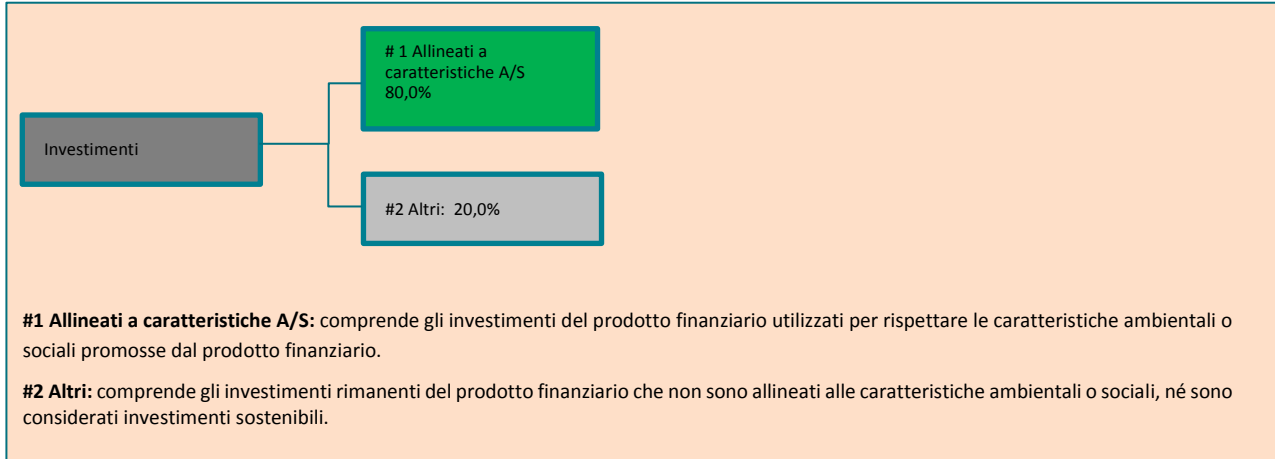 # 1 Allineati a
caratteristiche A/S
80,0%
Investimenti
#2 Altri: 20,0%
#1 Allineati a caratteristiche A/S: comprende gli investimenti del prodotto finanziario utilizzati per rispettare le caratteristiche ambientali o
sociali promosse dal prodotto finanziario.
#2 Altri: comprende gli investimenti rimanenti del prodotto finanziario che non sono allineati alle caratteristiche ambientali o sociali, né sono
considerati investimenti sostenibili.